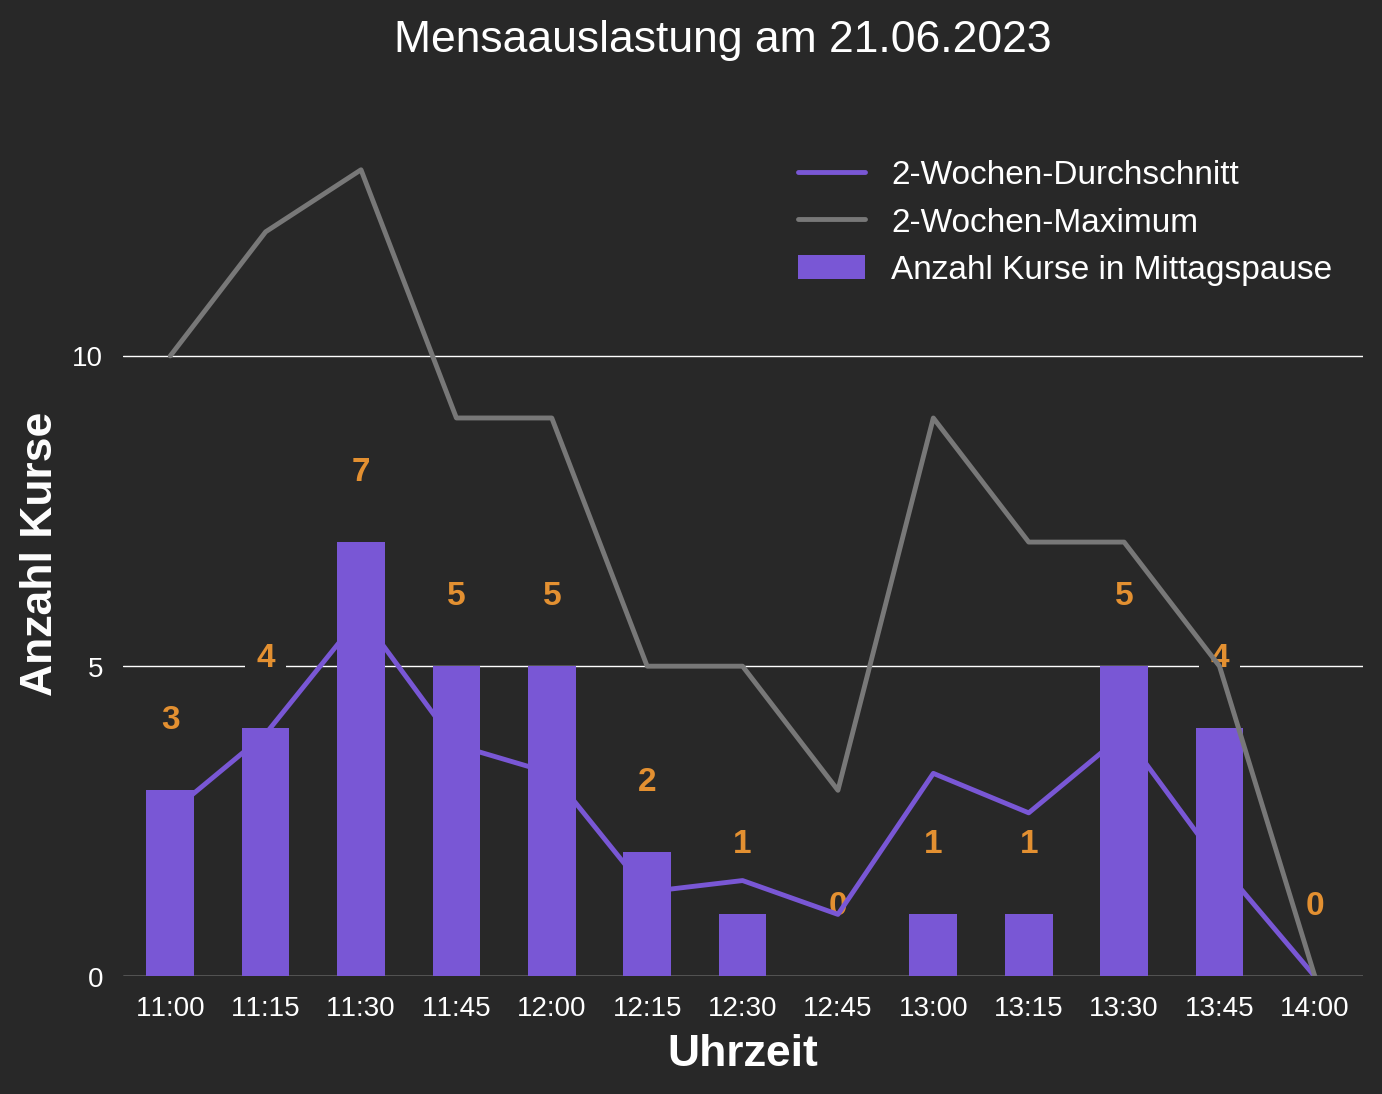 Mensaauslastung am 21.06.2023
2-Wochen-Durchschnitt
2-Wochen-Maximum
Anzahl Kurse in Mittagspause
Anzahl Kurse
10
5
0
3
4
7
5
5
2
1
0
1
1
5
4
0
11:00 11:15 11:30 11:45 12:00 12:15 12:30 12:45 13:00 13:15 13:30 13:45 14:00
Uhrzeit